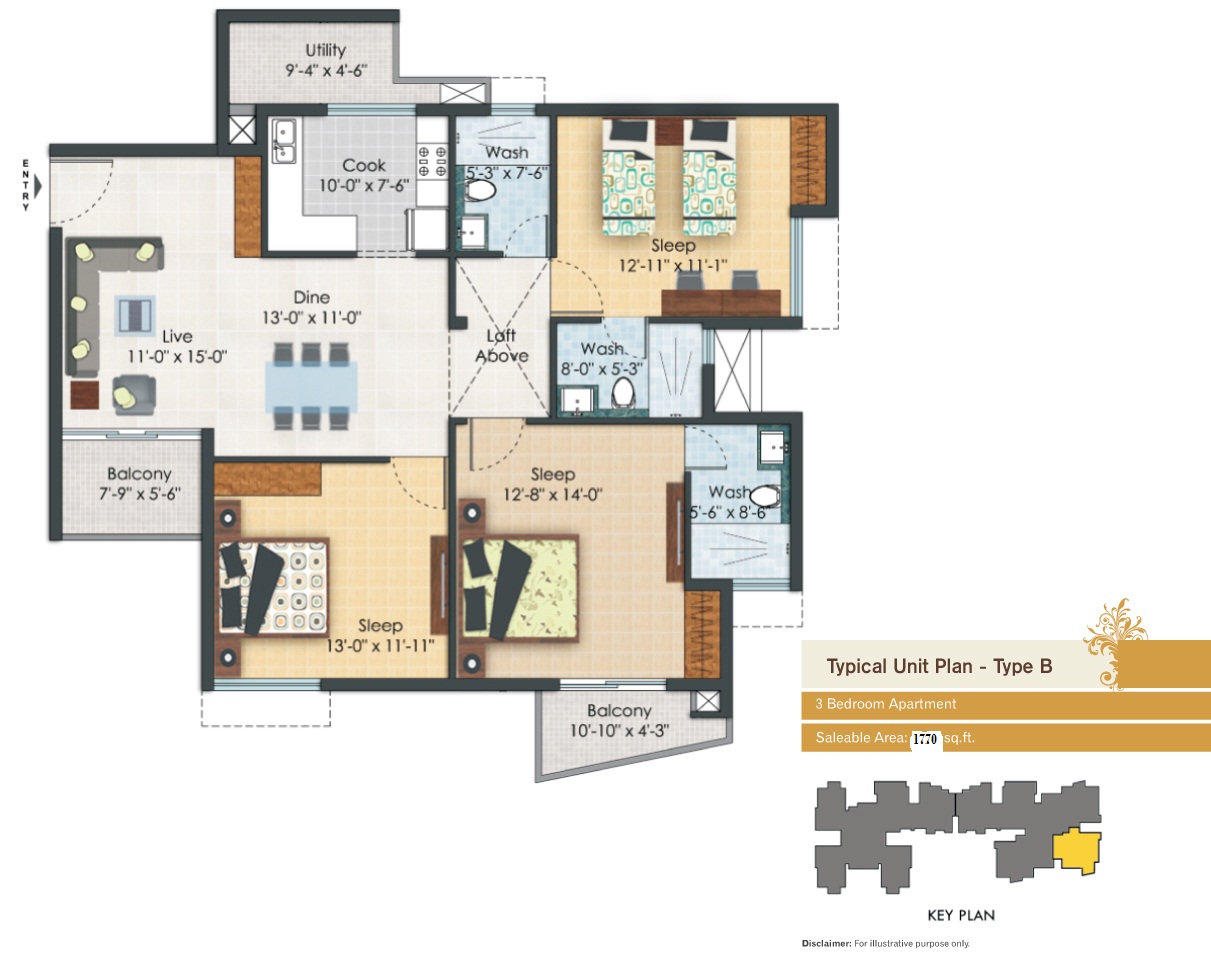 Utility
9'-4" x 4'-6"
ENTRY
Cook
10'-0" x 7'-6"
Wash
5'-3" x 7'-6"
Sleep
12'-11" x 11'-1"
Dine
13'-0" x 11'-0"
Live
11'-0" x 15'-0"
Loft
Above
Wash
8'-0" x 5'-3"
Balcony
7'-9" x 5'-6"
Sleep
12'-8" x 14'-0"
Wash
5'-6" x 8'-6"
Sleep
13'-0" x 11'-11"
Balcony
10'-10" x 4'-3"
Typical Unit Plan - Type B
3 Bedroom Apartment
Saleable Area: 1770 sq.ft.
KEY PLAN
Disclaimer: For illustrative purpose only.